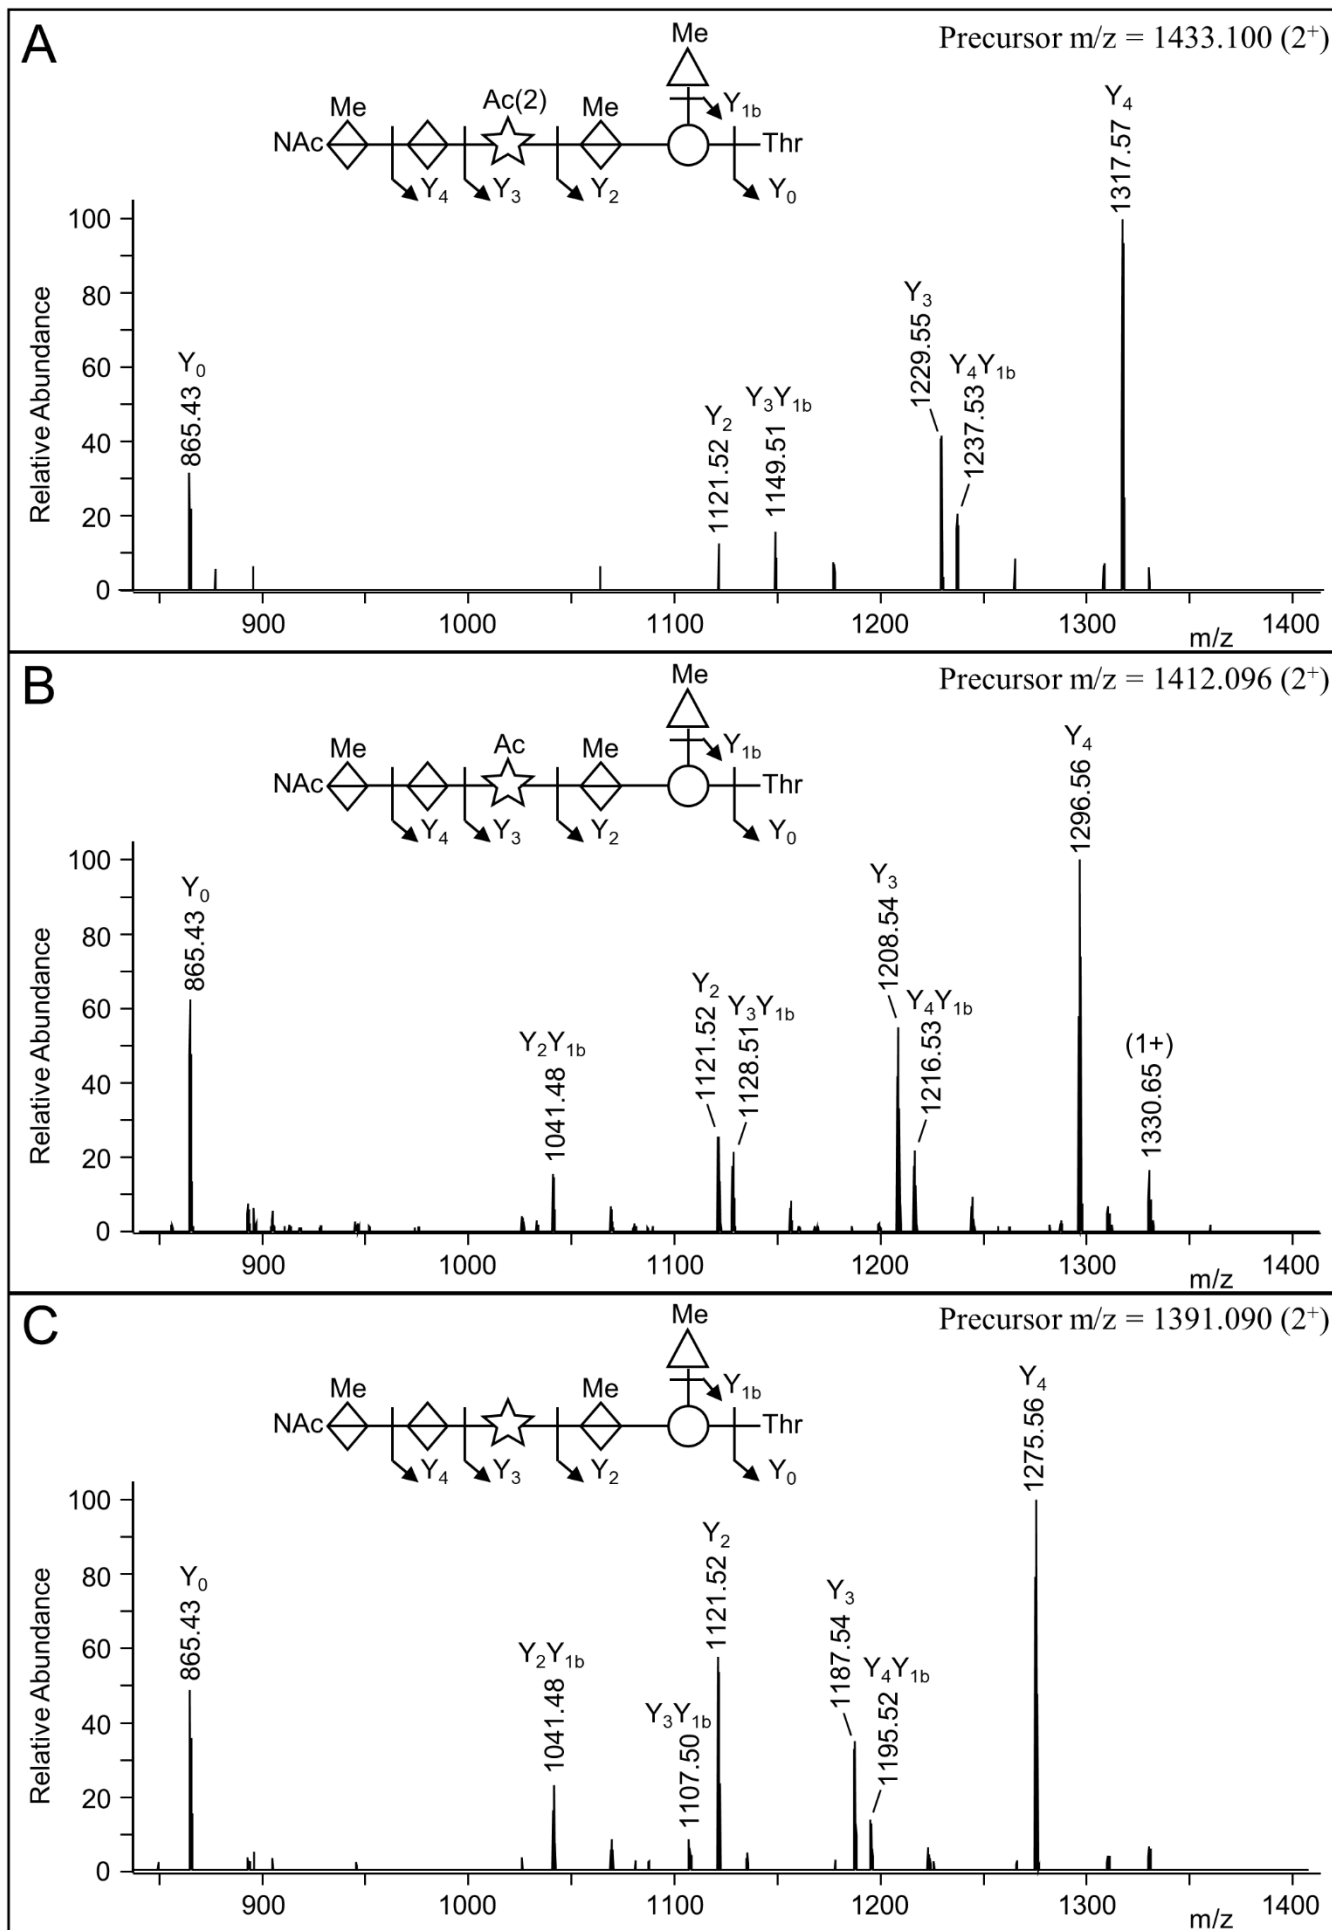 A
Precursor m/z = 1433.100 (2⁺)
Me
Me Ac(2) Me Y₁b
NAc Thr
Y₄ Y₃ Y₂ Y₀
Relative Abundance
100
80
60
40
20
0
Y₀
865.43
Y₂
1121.52
Y₃Y₁b
1149.51
Y₃
1229.55
Y₄Y₁b
1237.53
Y₄
1317.57
900 1000 1100 1200 1300 1400
m/z
B
Precursor m/z = 1412.096 (2⁺)
Me
Me Ac Me Y₁b
NAc Thr
Y₄ Y₃ Y₂ Y₀
Relative Abundance
100
80
60
40
20
0
Y₀
865.43
Y₂Y₁b
1041.48
Y₂
1121.52
Y₃Y₁b
1128.51
Y₃
1208.54
Y₄Y₁b
1216.53
Y₄
1296.56
(1+)
1330.65
900 1000 1100 1200 1300 1400
m/z
C
Precursor m/z = 1391.090 (2⁺)
Me
Me Me Y₁b
NAc Thr
Y₄ Y₃ Y₂ Y₀
Relative Abundance
100
80
60
40
20
0
Y₀
865.43
Y₂Y₁b
1041.48
Y₃Y₁b
1107.50
Y₂
1121.52
Y₃
1187.54
Y₄Y₁b
1195.52
Y₄
1275.56
900 1000 1100 1200 1300 1400
m/z